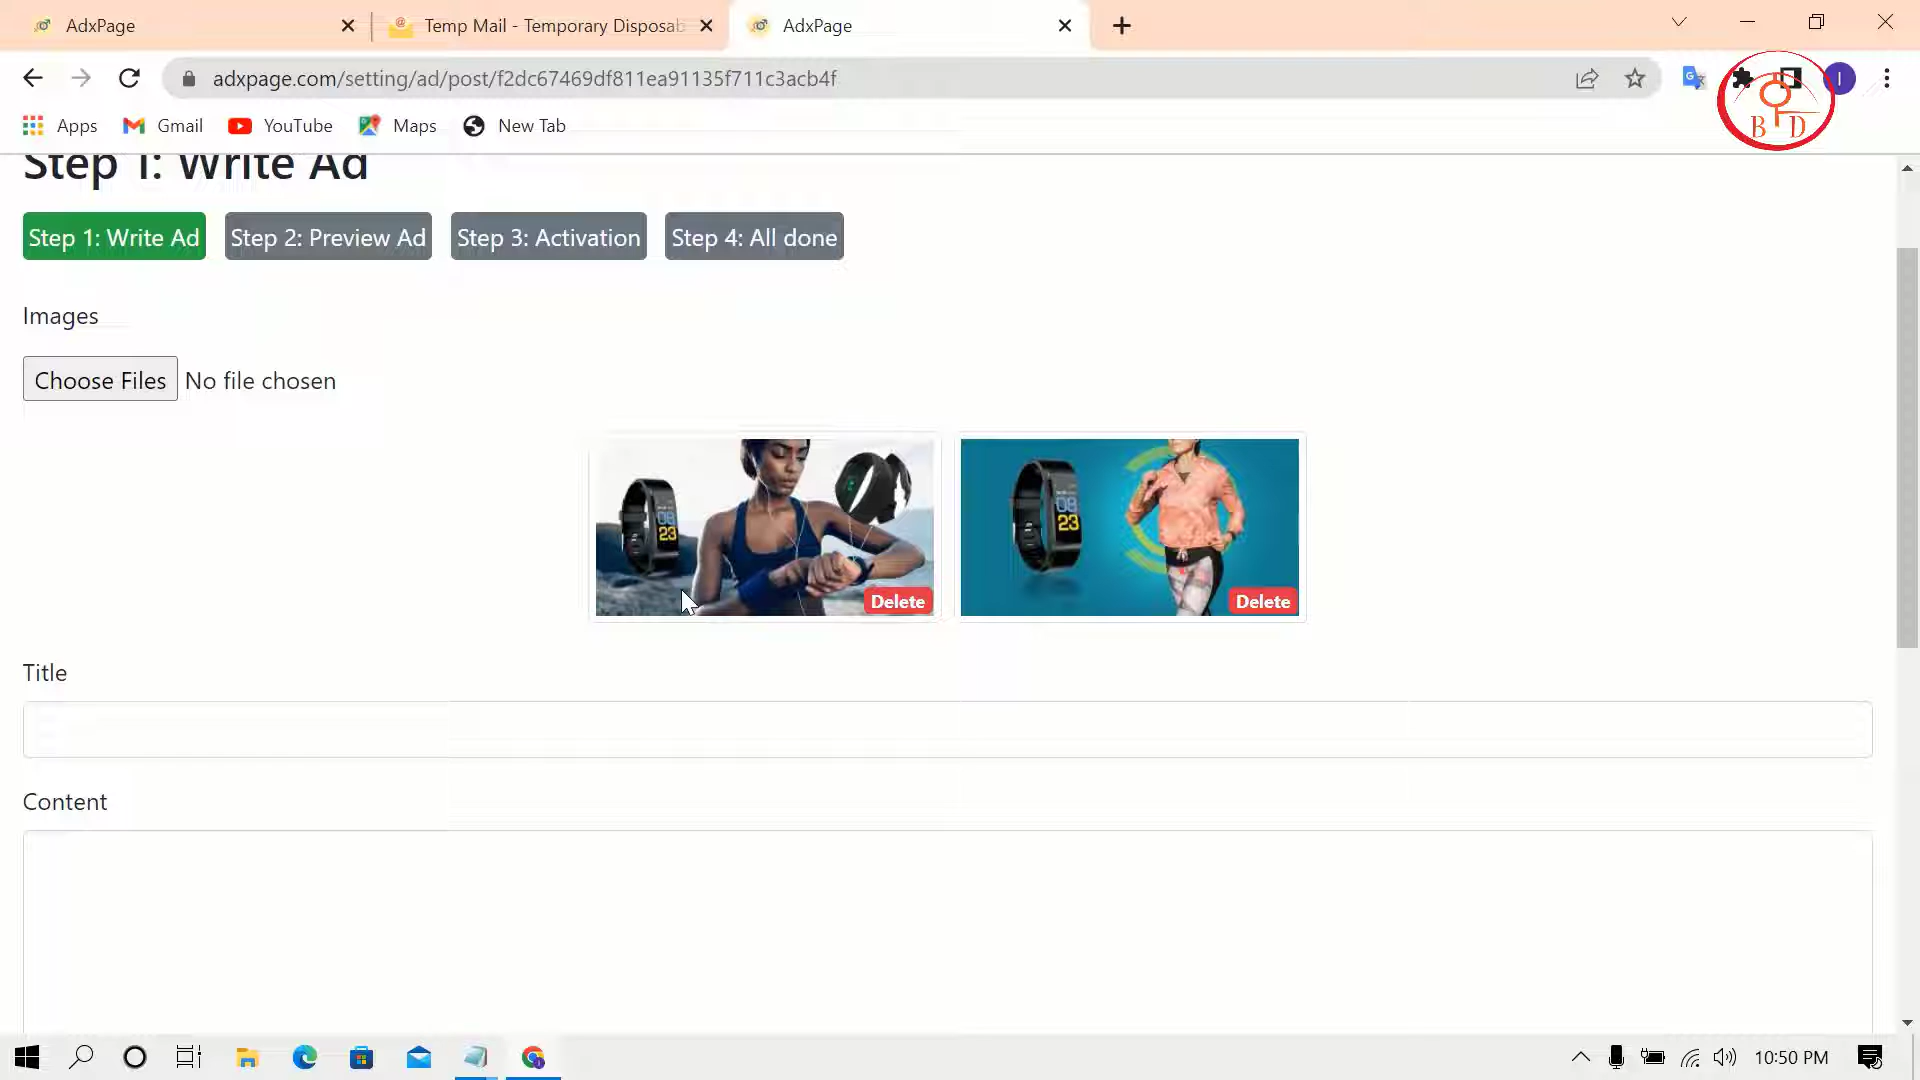 AdxPage
Temp Mail - Temporary Disposab
AdxPage
adxpage.com/setting/ad/post/f2dc67469df811ea91135f711c3acb4f
Apps
Gmail
YouTube
Maps
New Tab
B D
Step 1: Write Ad
Step 1: Write Ad
Step 2: Preview Ad
Step 3: Activation
Step 4: All done
Images
Choose Files No file chosen
08
23
Delete
08
23
Delete
Title
Content
10:50 PM